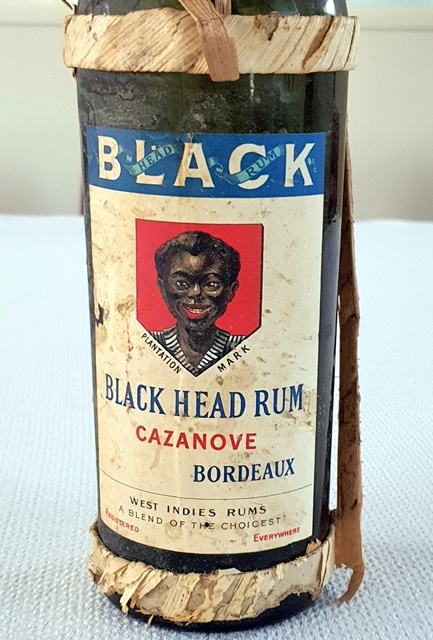 BLACK
HEAD RUM
PLANTATION MARK
BLACK HEAD RUM
CAZANOVE
BORDEAUX
WEST INDIES RUMS
A BLEND OF THE CHOICEST
REGISTERED
EVERYWHERE